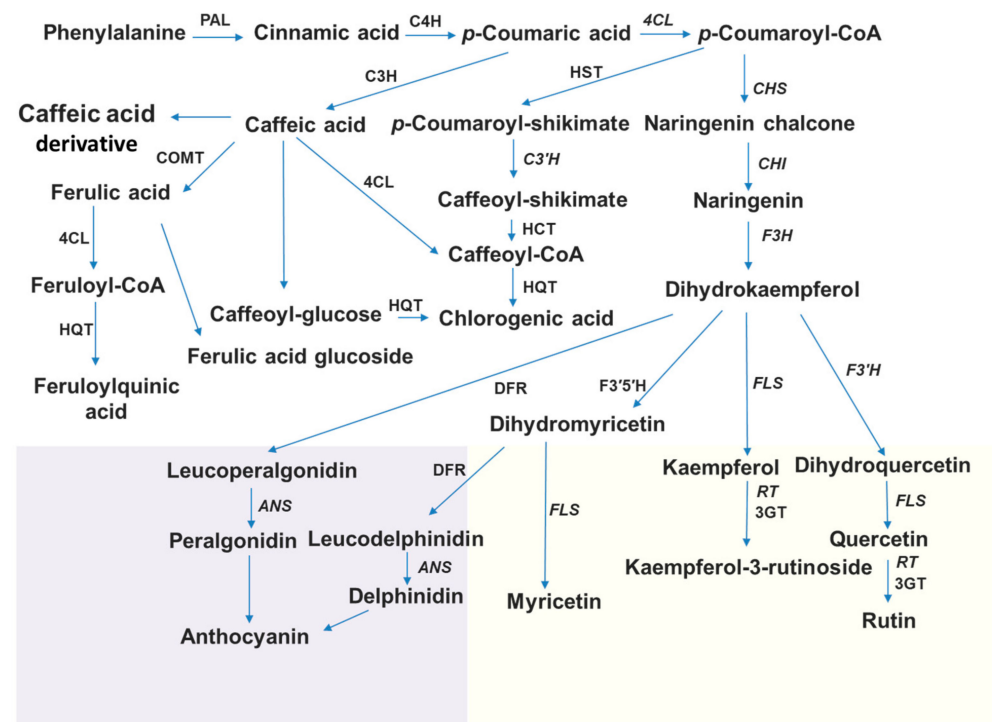 PAL
C4H
4CL
Phenylalanine
Cinnamic acid
p-Coumaric acid
p-Coumaroyl-CoA
C3H
HST
CHS
Caffeic acid
derivative
Caffeic acid
p-Coumaroyl-shikimate
Naringenin chalcone
COMT
C3'H
CHI
4CL
Ferulic acid
Caffeoyl-shikimate
Naringenin
4CL
HCT
F3H
Caffeoyl-CoA
Feruloyl-CoA
HQT
Dihydrokaempferol
Caffeoyl-glucose
HQT
Chlorogenic acid
HQT
Ferulic acid glucoside
Feruloylquinic
acid
DFR
F3'5'H
FLS
F3'H
Dihydromyricetin
Leucoperalgonidin
DFR
Kaempferol
Dihydroquercetin
ANS
FLS
RT
3GT
FLS
Peralgonidin
Leucodelphinidin
Quercetin
ANS
Kaempferol-3-rutinoside
RT
3GT
Delphinidin
Myricetin
Rutin
Anthocyanin